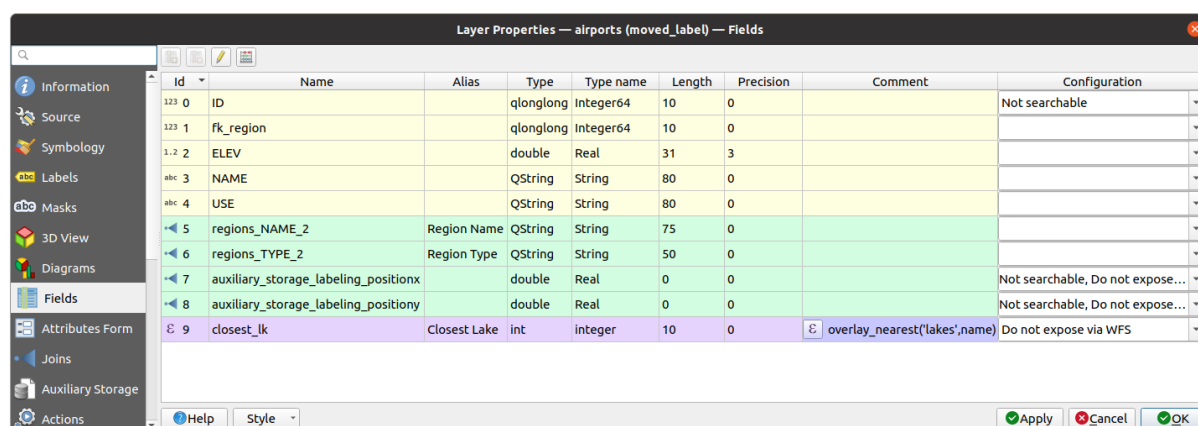 Layer Properties — airports (moved_label) — Fields
Information
Source
Symbology
abc Labels
abc Masks
3D View
Diagrams
Fields
Attributes Form
Joins
Auxiliary Storage
Actions
Id Name Alias Type Type name Length Precision Comment Configuration
123 0 ID qlonglong Integer64 10 0 Not searchable
123 1 fk_region qlonglong Integer64 10 0
1.2 2 ELEV double Real 31 3
abc 3 NAME QString String 80 0
abc 4 USE QString String 80 0
5 regions_NAME_2 Region Name QString String 75 0
6 regions_TYPE_2 Region Type QString String 50 0
7 auxiliary_storage_labeling_positionx double Real 0 0 Not searchable, Do not expose...
8 auxiliary_storage_labeling_positiony double Real 0 0 Not searchable, Do not expose...
ε 9 closest_lk Closest Lake int integer 10 0 ε overlay_nearest('lakes',name) Do not expose via WFS
Help Style Apply Cancel OK